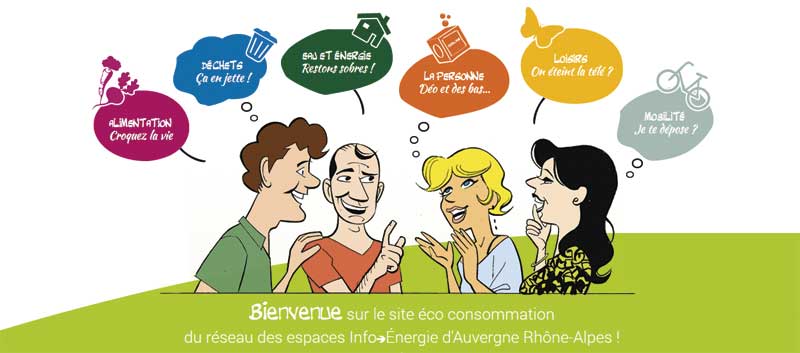 ALIMENTATION
Croquez la vie
DÉCHETS
Ça en jette !
EAU ET ÉNERGIE
Restons sobres !
LA PERSONNE
Déo et des bas...
LOISIRS
On éteint la télé ?
MOBILITÉ
Je te dépose ?
Bienvenue sur le site éco consommation
du réseau des espaces Info➔Énergie d'Auvergne Rhône-Alpes !